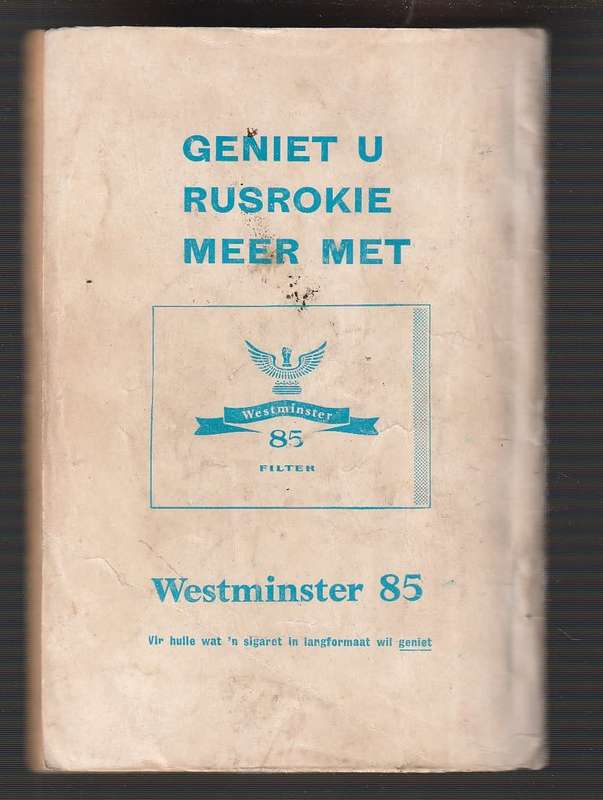 GENIET U
RUSROKIE
MEER MET
Westminster
85
FILTER
Westminster 85
Vir hulle wat 'n sigaret in langformaat wil geniet